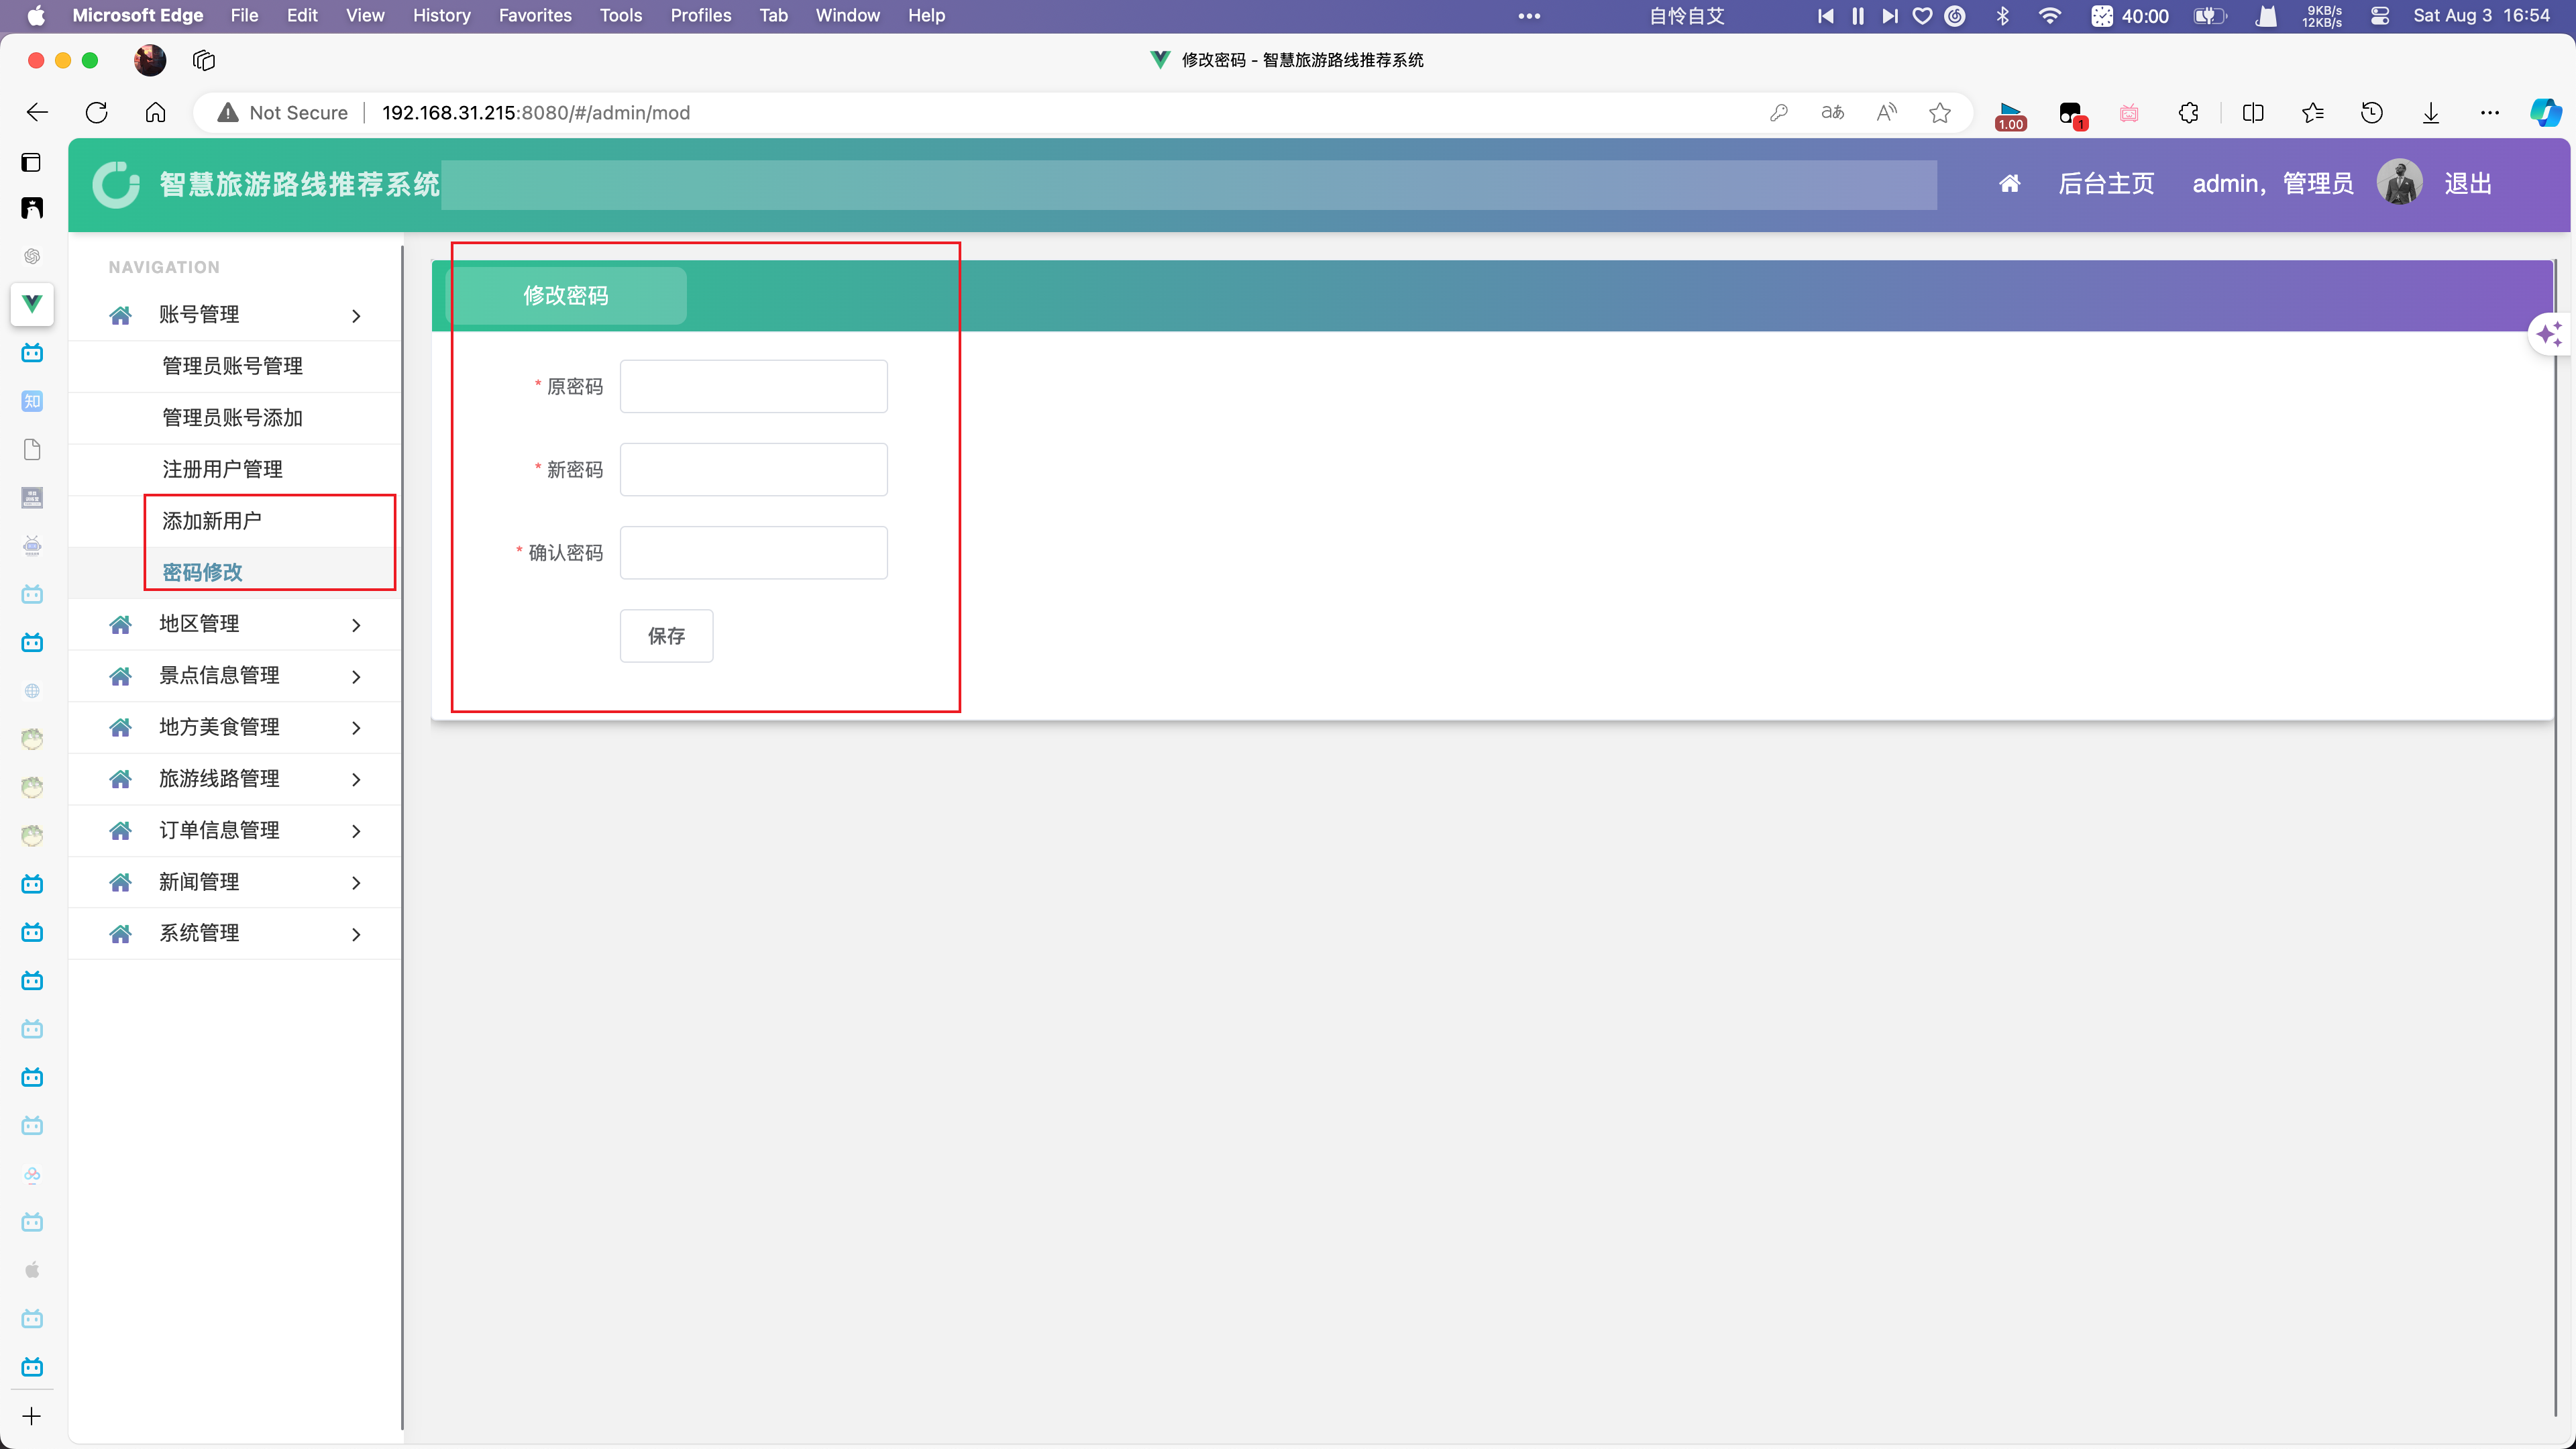 Microsoft Edge File Edit View History Favorites Tools Profiles Tab Window Help ••• 自怜自艾 40:00 9KB/s 12KB/s Sat Aug 3 16:54
修改密码 - 智慧旅游路线推荐系统
Not Secure 192.168.31.215:8080/#/admin/mod aあ A 1.00 1
智慧旅游路线推荐系统 后台主页 admin，管理员 退出
NAVIGATION
账号管理
管理员账号管理
管理员账号添加
注册用户管理
添加新用户
密码修改
地区管理
景点信息管理
地方美食管理
旅游线路管理
订单信息管理
新闻管理
系统管理
修改密码
* 原密码
* 新密码
* 确认密码
保存
知